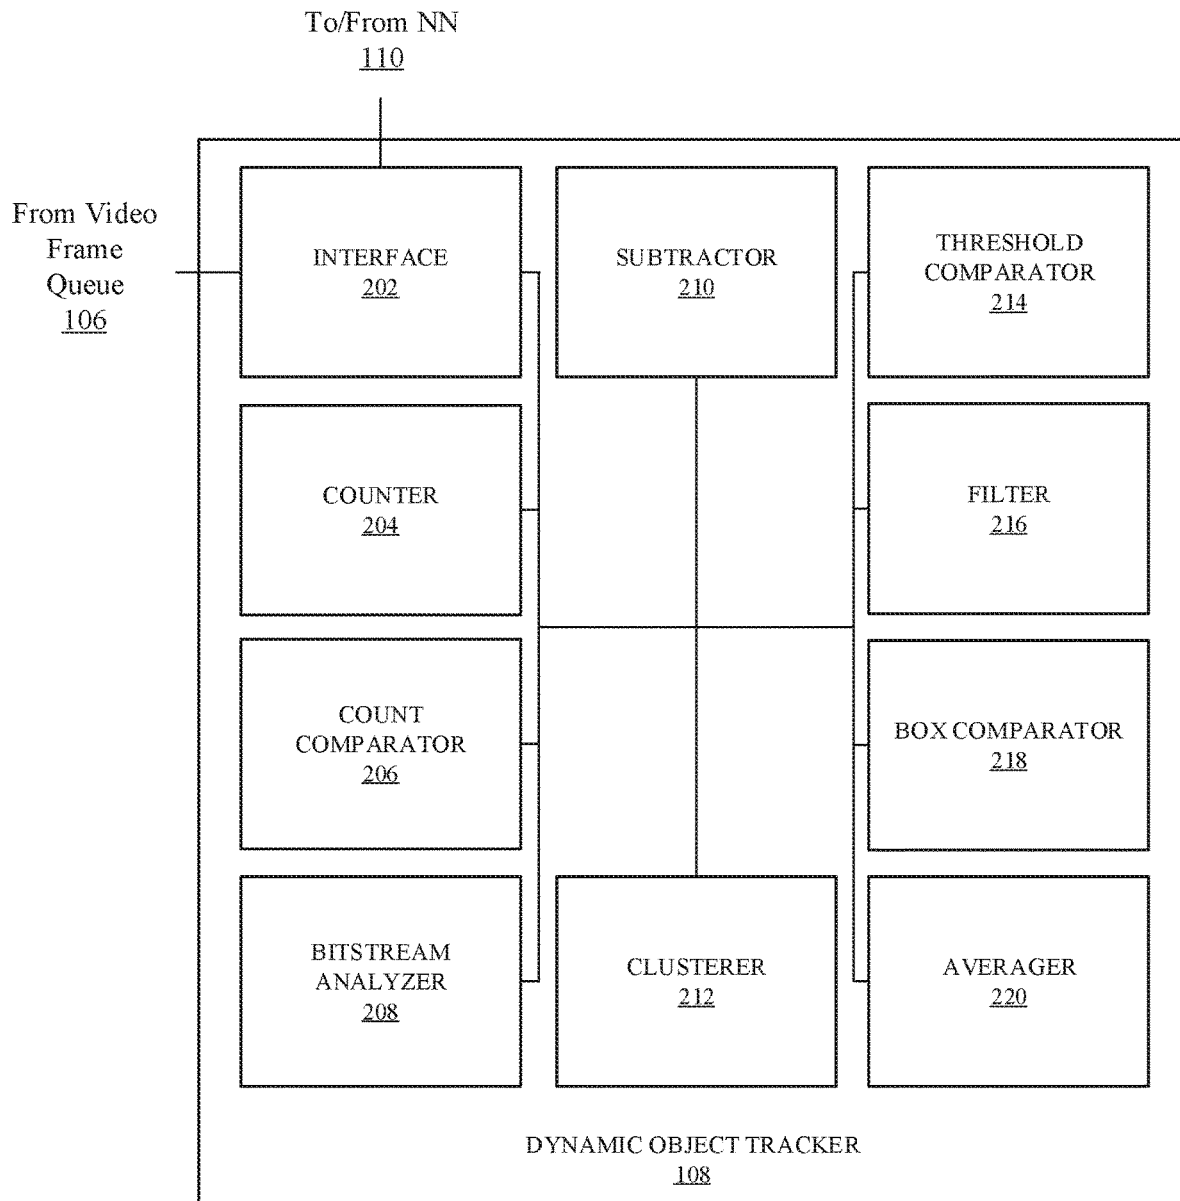 To/From NN
110
From Video
Frame
Queue
106
INTERFACE
202
SUBTRACTOR
210
THRESHOLD
COMPARATOR
214
COUNTER
204
FILTER
216
COUNT
COMPARATOR
206
BOX COMPARATOR
218
BITSTREAM
ANALYZER
208
CLUSTERER
212
AVERAGER
220
DYNAMIC OBJECT TRACKER
108